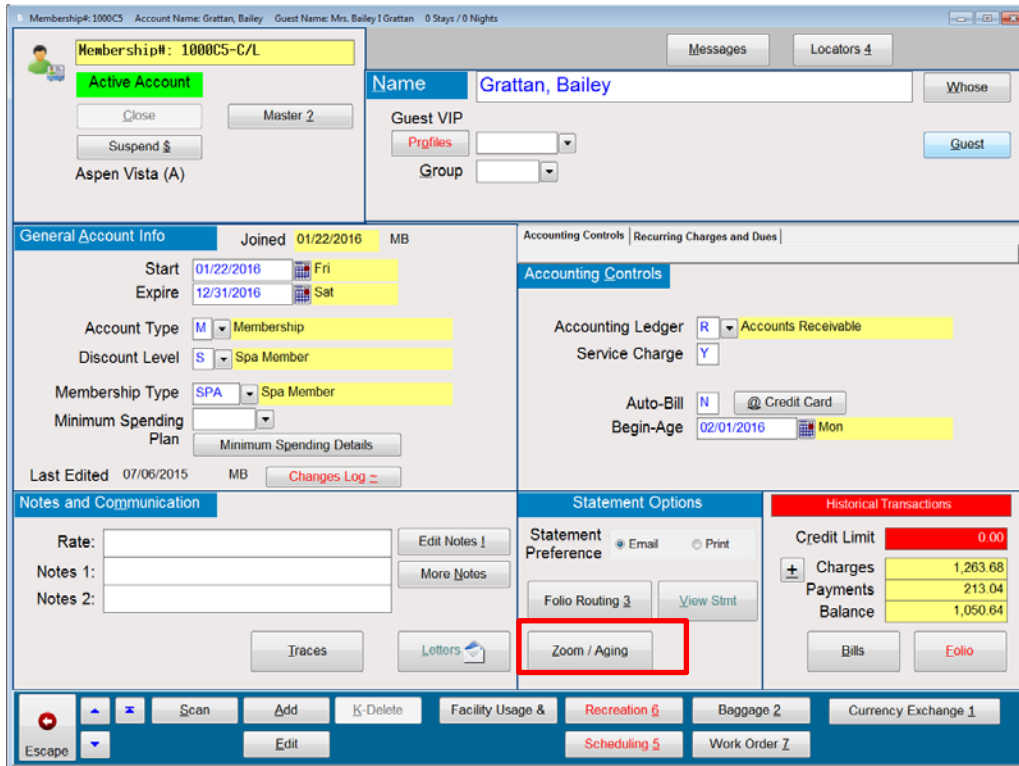 Membership#: 1000C5 Account Name: Grattan, Bailey Guest Name: Mrs. Bailey I Grattan 0 Stays / 0 Nights
Membership#: 1000C5-C/L
Active Account
Close
Master 2
Suspend $
Aspen Vista (A)
Messages
Locators 4
Name
Grattan, Bailey
Whose
Guest VIP
Profiles
Guest
Group
General Account Info
Joined 01/22/2016 MB
Start 01/22/2016 Fri
Expire 12/31/2016 Sat
Account Type M Membership
Discount Level S Spa Member
Membership Type SPA Spa Member
Minimum Spending
Plan
Minimum Spending Details
Last Edited 07/06/2015 MB Changes Log ~
Accounting Controls Recurring Charges and Dues
Accounting Controls
Accounting Ledger R Accounts Receivable
Service Charge Y
Auto-Bill N @ Credit Card
Begin-Age 02/01/2016 Mon
Notes and Communication
Rate:
Edit Notes !
Notes 1:
More Notes
Notes 2:
Traces
Letters
Statement Options
Statement
Preference
Email
Print
Folio Routing 3
View Stmt
Zoom / Aging
Historical Transactions
Credit Limit 0.00
+ Charges 1,263.68
Payments 213.04
Balance 1,050.64
Bills
Folio
Escape
Scan
Add
K-Delete
Facility Usage &
Recreation 6
Baggage 2
Currency Exchange 1
Edit
Scheduling 5
Work Order 7